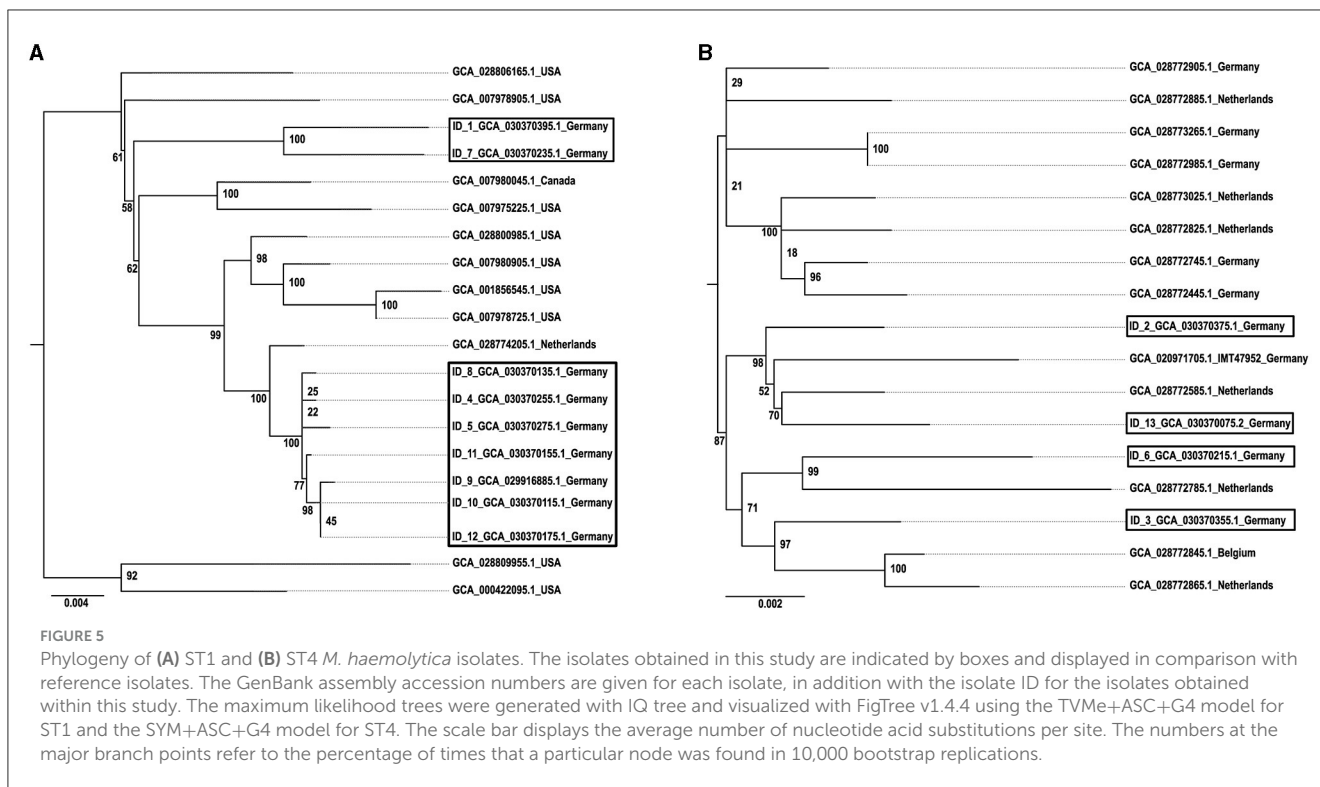 A
GCA_028806165.1_USA
GCA_007978905.1_USA
61
ID_1_GCA_030370395.1_Germany
100
ID_7_GCA_030370235.1_Germany
58
GCA_007980045.1_Canada
100
GCA_007975225.1_USA
62
GCA_028800985.1_USA
98
GCA_007980905.1_USA
100
GCA_001856545.1_USA
100
GCA_007978725.1_USA
99
GCA_028774205.1_Netherlands
100
ID_8_GCA_030370135.1_Germany
25
ID_4_GCA_030370255.1_Germany
22
ID_5_GCA_030370275.1_Germany
100
ID_11_GCA_030370155.1_Germany
77
ID_9_GCA_029916885.1_Germany
98
ID_10_GCA_030370115.1_Germany
45
ID_12_GCA_030370175.1_Germany
GCA_028809955.1_USA
92
GCA_000422095.1_USA
0.004
B
GCA_028772905.1_Germany
29
GCA_028772885.1_Netherlands
GCA_028773265.1_Germany
100
GCA_028772985.1_Germany
21
GCA_028773025.1_Netherlands
100
GCA_028772825.1_Netherlands
18
GCA_028772745.1_Germany
96
GCA_028772445.1_Germany
ID_2_GCA_030370375.1_Germany
98
GCA_020971705.1_IMT47952_Germany
52
GCA_028772585.1_Netherlands
70
ID_13_GCA_030370075.2_Germany
87
ID_6_GCA_030370215.1_Germany
99
GCA_028772785.1_Netherlands
71
ID_3_GCA_030370355.1_Germany
97
GCA_028772845.1_Belgium
100
GCA_028772865.1_Netherlands
0.002
FIGURE 5
Phylogeny of (A) ST1 and (B) ST4 M. haemolytica isolates. The isolates obtained in this study are indicated by boxes and displayed in comparison with
reference isolates. The GenBank assembly accession numbers are given for each isolate, in addition with the isolate ID for the isolates obtained
within this study. The maximum likelihood trees were generated with IQ tree and visualized with FigTree v1.4.4 using the TVMe+ASC+G4 model for
ST1 and the SYM+ASC+G4 model for ST4. The scale bar displays the average number of nucleotide acid substitutions per site. The numbers at the
major branch points refer to the percentage of times that a particular node was found in 10,000 bootstrap replications.